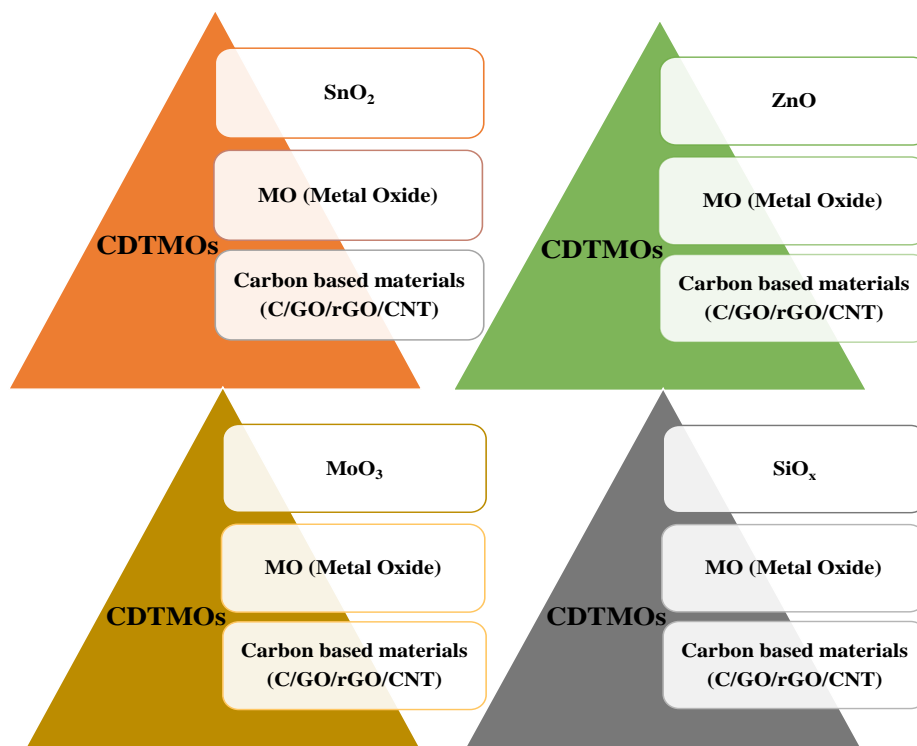 SnO₂
MO (Metal Oxide)
CDTMOs
Carbon based materials
(C/GO/rGO/CNT)
ZnO
MO (Metal Oxide)
CDTMOs
Carbon based materials
(C/GO/rGO/CNT)
MoO₃
MO (Metal Oxide)
CDTMOs
Carbon based materials
(C/GO/rGO/CNT)
SiOₓ
MO (Metal Oxide)
CDTMOs
Carbon based materials
(C/GO/rGO/CNT)